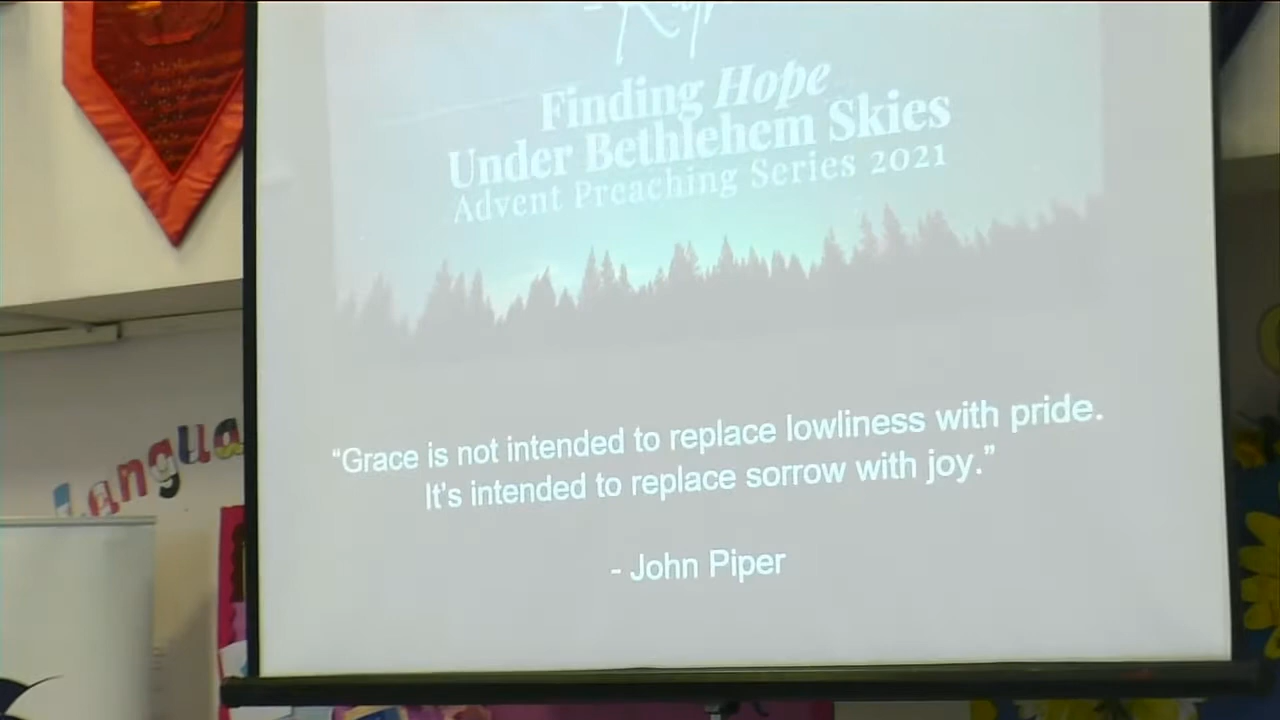 Finding Hope
Under Bethlehem Skies
Advent Preaching Series 2021
Langua
“Grace is not intended to replace lowliness with pride.
It's intended to replace sorrow with joy.”
- John Piper